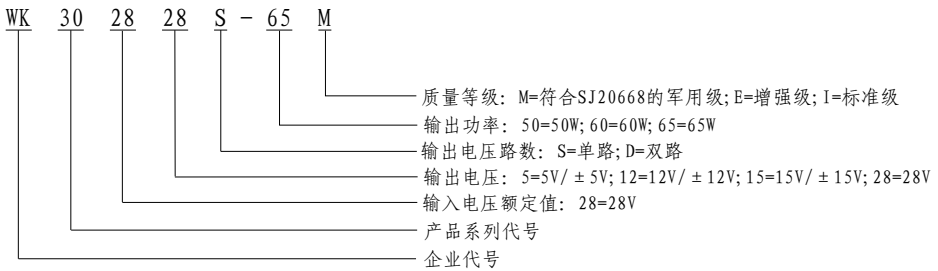 WK 30 28 28 S - 65 M
质量等级: M=符合SJ20668的军用级;E=增强级;I=标准级
输出功率: 50=50W;60=60W;65=65W
输出电压路数: S=单路;D=双路
输出电压: 5=5V/±5V;12=12V/±12V;15=15V/±15V;28=28V
输入电压额定值: 28=28V
产品系列代号
企业代号